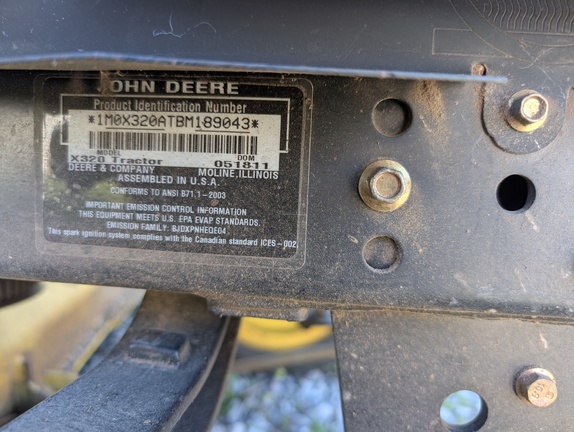 JOHN DEERE
Product Identification Number
*1M0X320ATBM189043*
MODEL DOM
X320 Tractor 051811
DEERE & COMPANY MOLINE, ILLINOIS
ASSEMBLED IN U.S.A.
CONFORMS TO ANSI B71.1-2003
IMPORTANT EMISSION CONTROL INFORMATION
THIS EQUIPMENT MEETS U.S. EPA EVAP STANDARDS.
EMISSION FAMILY: BJDXPNHEQE04
This spark ignition system complies with the Canadian standard ICES-002